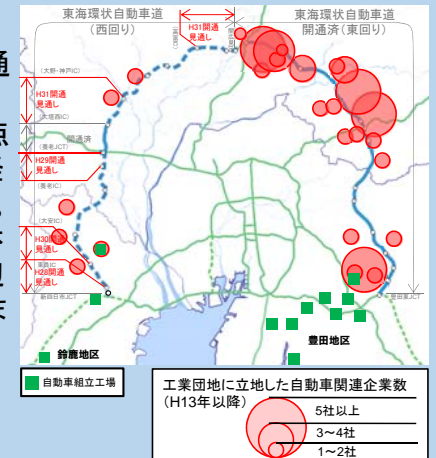 東海環状自動車道
(西回り)
東海環状自動車道
開通済(東回り)
H31開通
見通し
(大野・神戸IC)
H31開通
見通し
(大垣西IC)
開通済
(養老JCT)
H29開通
見通し
(養老IC)
(大安IC)
H30開通
見通し
東員IC
H28開通
見通し
新四日市JCT
豊田東JCT
鈴鹿地区
豊田地区
自動車組立工場
工業団地に立地した自動車関連企業数
(H13年以降)
5社以上
3~4社
1~2社
通